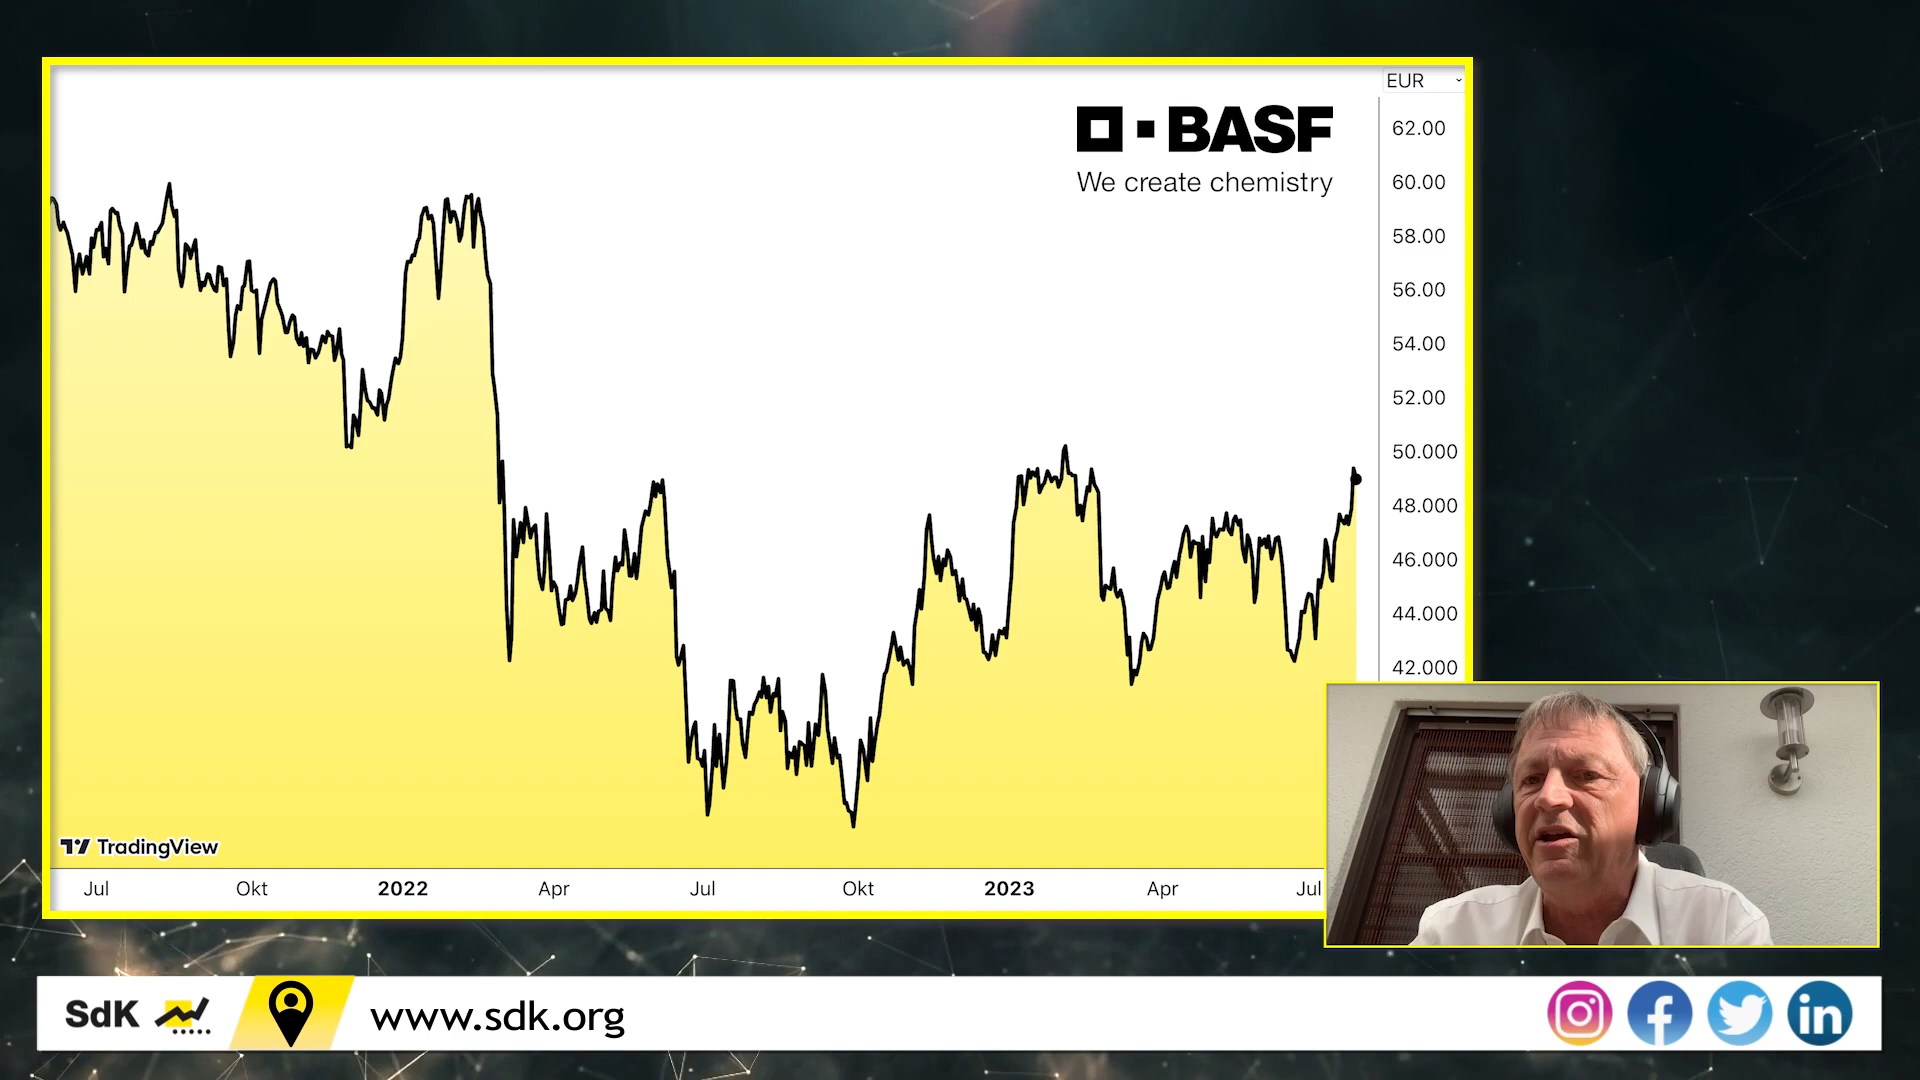 EUR
BASF
We create chemistry
62.00
60.00
58.00
56.00
54.00
52.00
50.000
48.000
46.000
44.000
42.000
TradingView
Jul Okt 2022 Apr Jul Okt 2023 Apr Jul
SdK
www.sdk.org
in